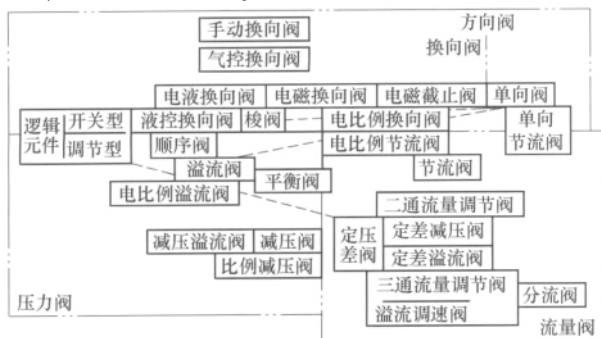 手动换向阀
方向阀
换向阀
气控换向阀
电液换向阀 电磁换向阀 电磁截止阀 单向阀
逻辑元件 开关型 液控换向阀 梭阀 电比例换向阀 单向节流阀
调节型 顺序阀 电比例节流阀
溢流阀 节流阀
平衡阀
电比例溢流阀
二通流量调节阀
减压溢流阀 减压阀 定压差阀 定差减压阀
比例减压阀 定差溢流阀
三通流量调节阀
溢流调速阀 分流阀
压力阀
流量阀